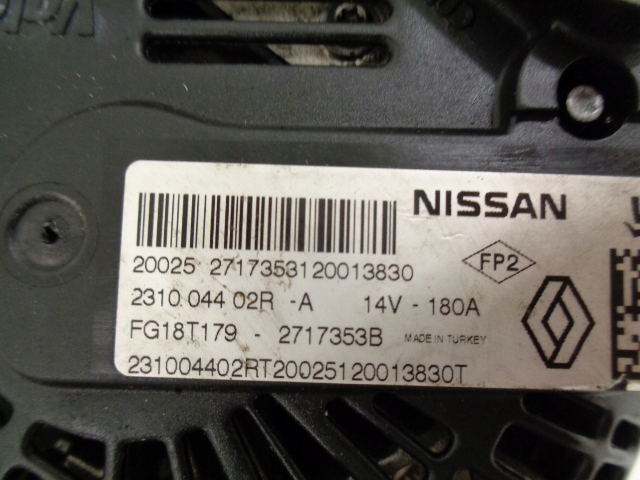 NISSAN
20025 2717353120013830
FP2
2310 044 02R -A 14V - 180A
FG18T179 - 2717353B MADE IN TURKEY
231004402RT20025120013830T